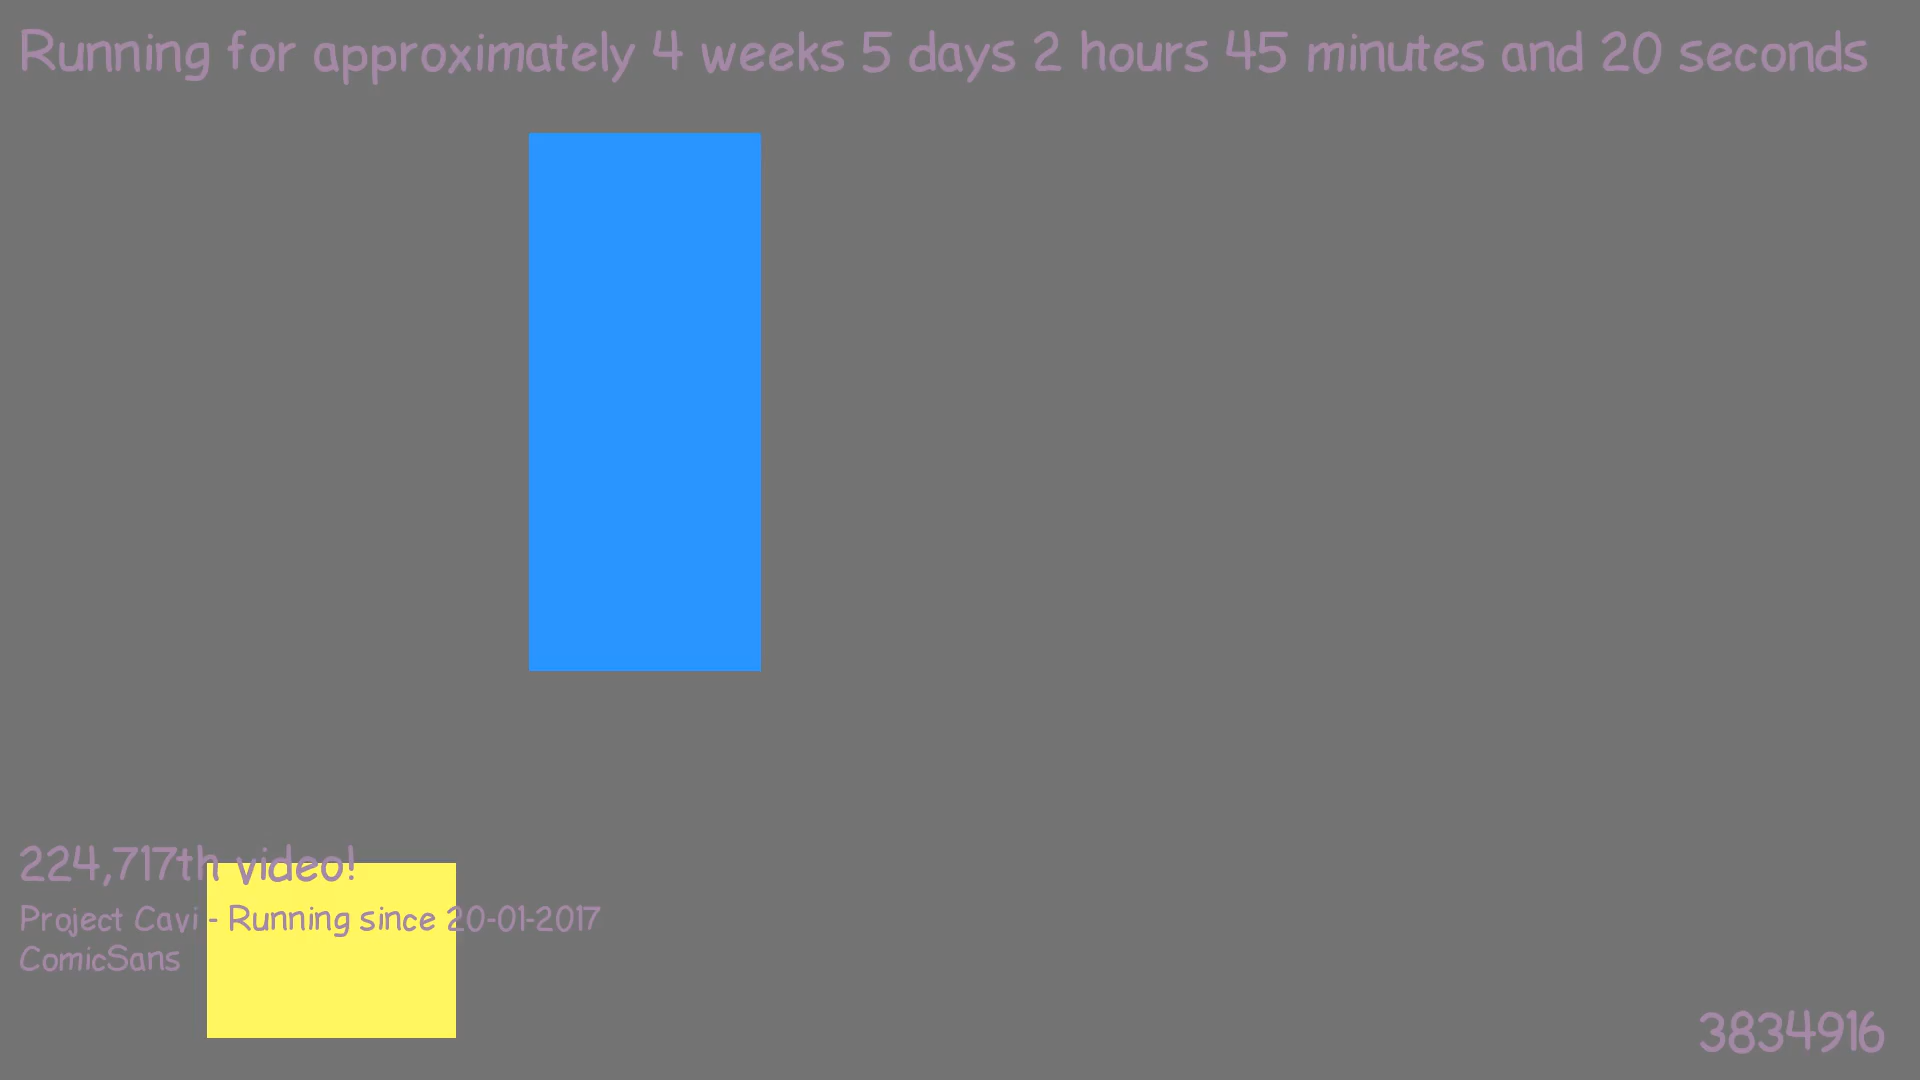 Running for approximately 4 weeks 5 days 2 hours 45 minutes and 20 seconds
224,717th video!
Project Cavi - Running since 20-01-2017
ComicSans
3834916